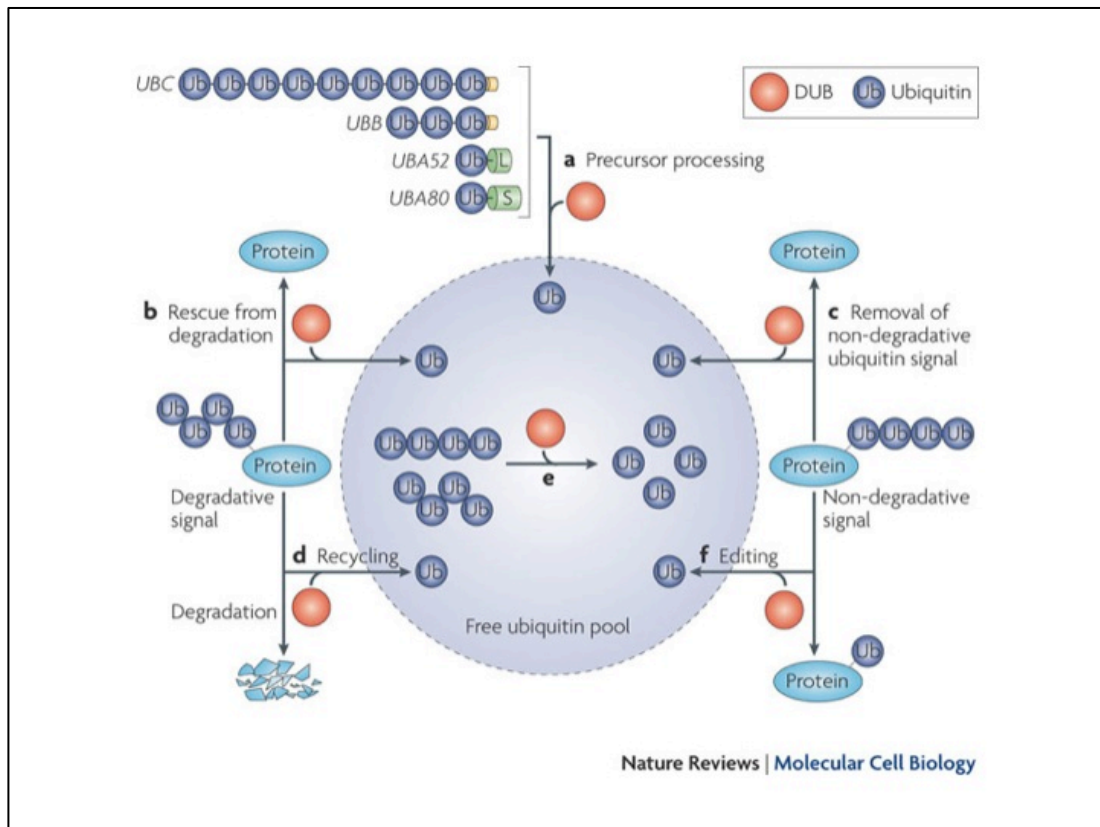 UBC Ub Ub Ub Ub Ub Ub Ub Ub Ub
UBB Ub Ub Ub
UBA52 Ub L
UBA80 Ub S
DUB Ub Ubiquitin
a Precursor processing
Protein
Protein
b Rescue from
degradation
c Removal of
non-degradative
ubiquitin signal
Ub
Ub
Ub
Ub Ub Ub Ub
Protein
Degradative
signal
Ub Ub Ub Ub
Ub Ub Ub Ub
e
Ub
Ub Ub
Ub
Ub Ub Ub Ub
Protein
Non-degradative
signal
d Recycling
Ub
Ub
f Editing
Degradation
Free ubiquitin pool
Ub
Protein
Nature Reviews | Molecular Cell Biology